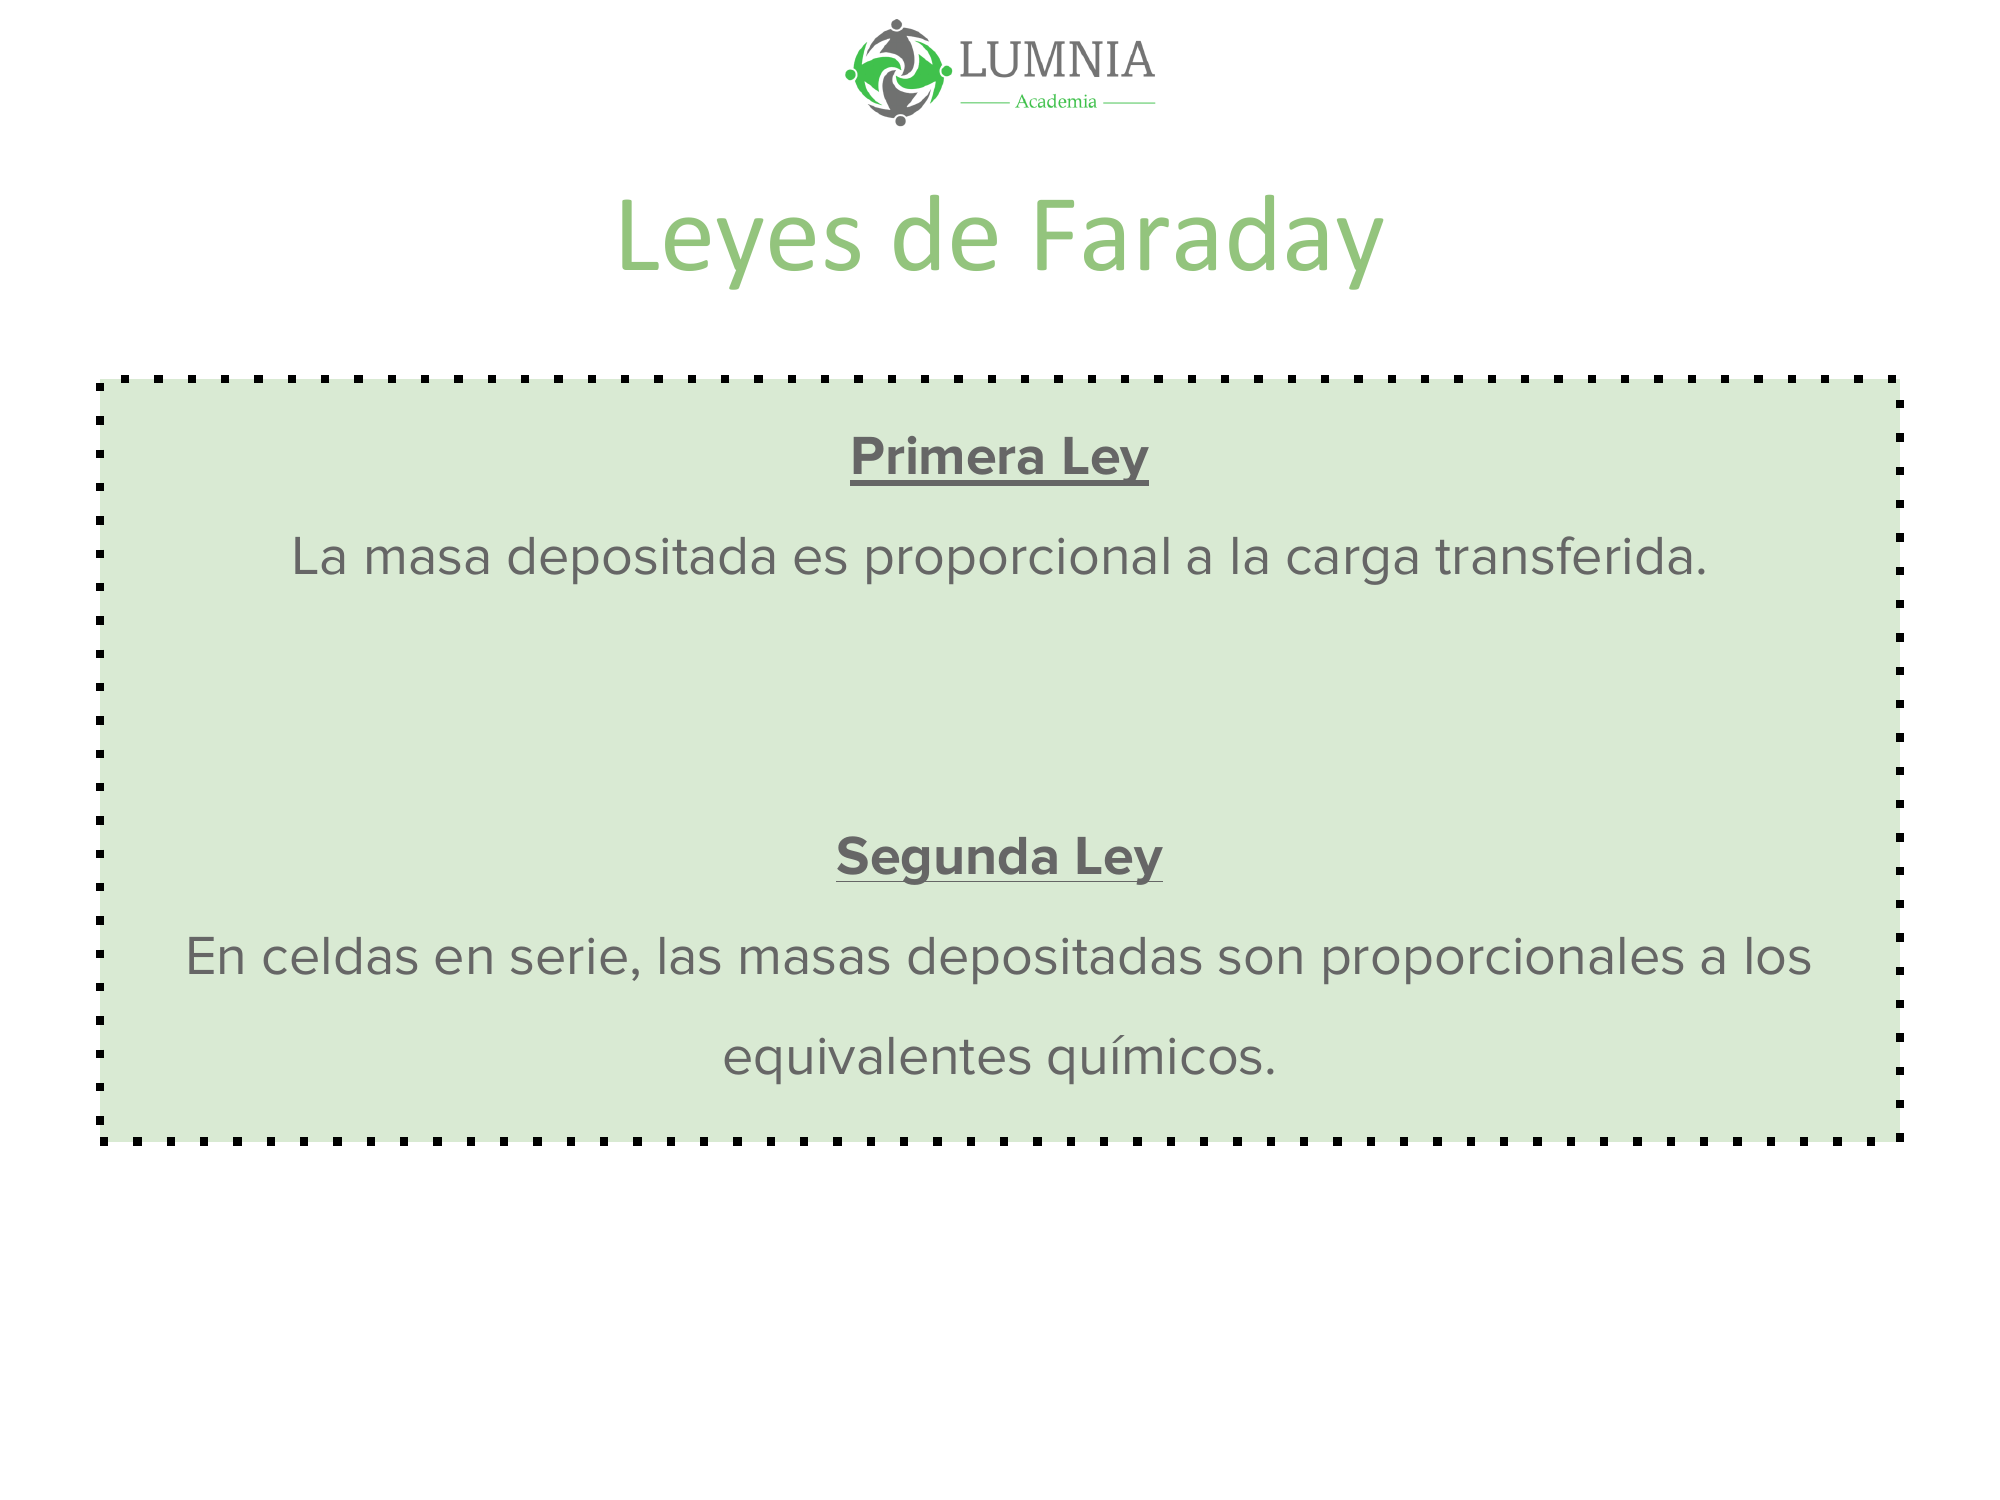 LUMNIA
Academia
Leyes de Faraday
Primera Ley
La masa depositada es proporcional a la carga transferida.
Segunda Ley
En celdas en serie, las masas depositadas son proporcionales a los
equivalentes químicos.